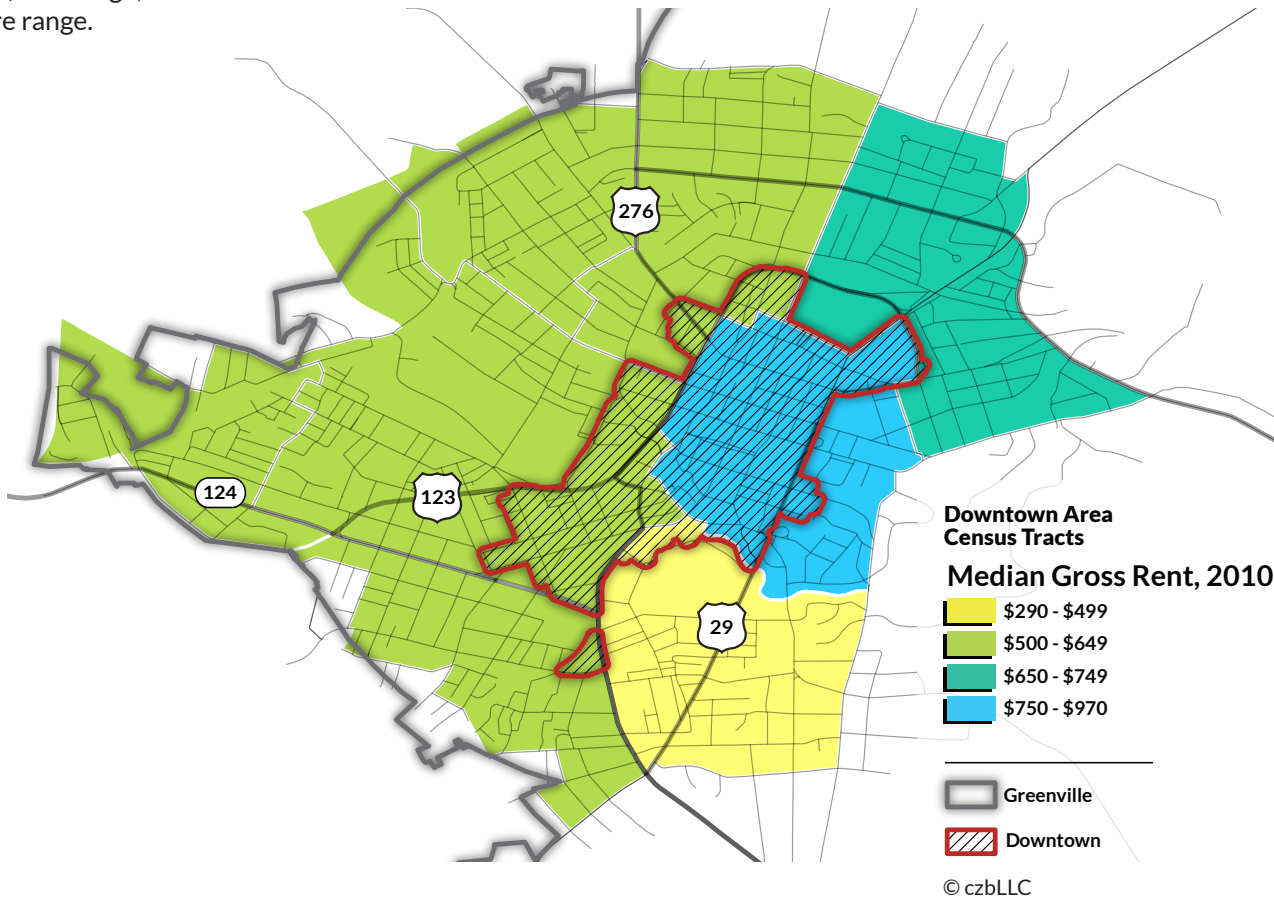 re range.
276
124
123
29
Downtown Area
Census Tracts
Median Gross Rent, 2010
$290 - $499
$500 - $649
$650 - $749
$750 - $970
Greenville
Downtown
© czbLLC